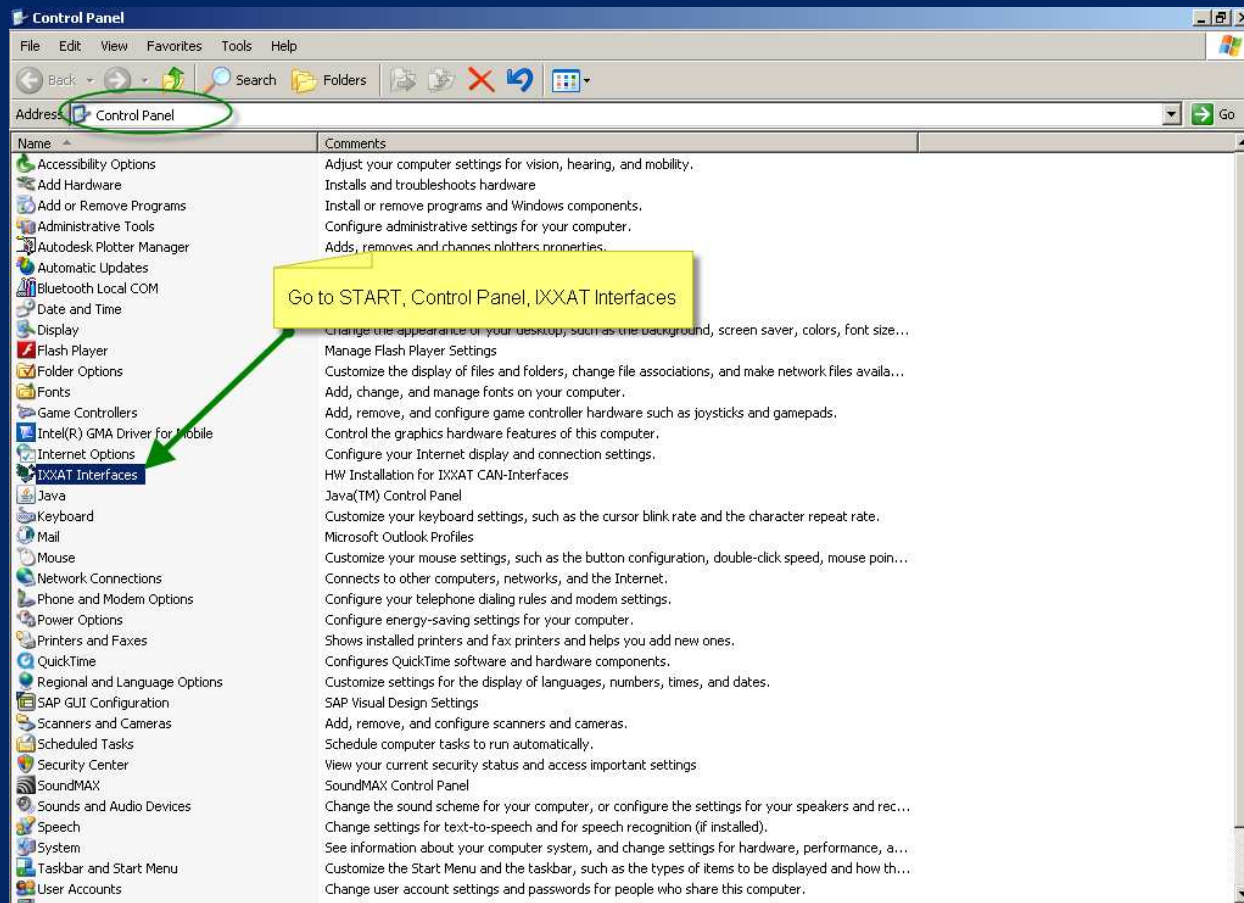 Control Panel
File Edit View Favorites Tools Help
Back Search Folders
Address Control Panel Go
Name Comments
Accessibility Options Adjust your computer settings for vision, hearing, and mobility.
Add Hardware Installs and troubleshoots hardware
Add or Remove Programs Install or remove programs and Windows components.
Administrative Tools Configure administrative settings for your computer.
Autodesk Plotter Manager Adds, removes and changes plotters properties.
Automatic Updates
Bluetooth Local COM
Go to START, Control Panel, IXXAT Interfaces
Date and Time
Display Change the appearance of your desktop, such as the background, screen saver, colors, font size...
Flash Player Manage Flash Player Settings
Folder Options Customize the display of files and folders, change file associations, and make network files availa...
Fonts Add, change, and manage fonts on your computer.
Game Controllers Add, remove, and configure game controller hardware such as joysticks and gamepads.
Intel(R) GMA Driver for Mobile Control the graphics hardware features of this computer.
Internet Options Configure your Internet display and connection settings.
IXXAT Interfaces HW Installation for IXXAT CAN-Interfaces
Java Java(TM) Control Panel
Keyboard Customize your keyboard settings, such as the cursor blink rate and the character repeat rate.
Mail Microsoft Outlook Profiles
Mouse Customize your mouse settings, such as the button configuration, double-click speed, mouse poin...
Network Connections Connects to other computers, networks, and the Internet.
Phone and Modem Options Configure your telephone dialing rules and modem settings.
Power Options Configure energy-saving settings for your computer.
Printers and Faxes Shows installed printers and fax printers and helps you add new ones.
QuickTime Configures QuickTime software and hardware components.
Regional and Language Options Customize settings for the display of languages, numbers, times, and dates.
SAP GUI Configuration SAP Visual Design Settings
Scanners and Cameras Add, remove, and configure scanners and cameras.
Scheduled Tasks Schedule computer tasks to run automatically.
Security Center View your current security status and access important settings
SoundMAX SoundMAX Control Panel
Sounds and Audio Devices Change the sound scheme for your computer, or configure the settings for your speakers and rec...
Speech Change settings for text-to-speech and for speech recognition (if installed).
System See information about your computer system, and change settings for hardware, performance, a...
Taskbar and Start Menu Customize the Start Menu and the taskbar, such as the types of items to be displayed and how th...
User Accounts Change user account settings and passwords for people who share this computer.